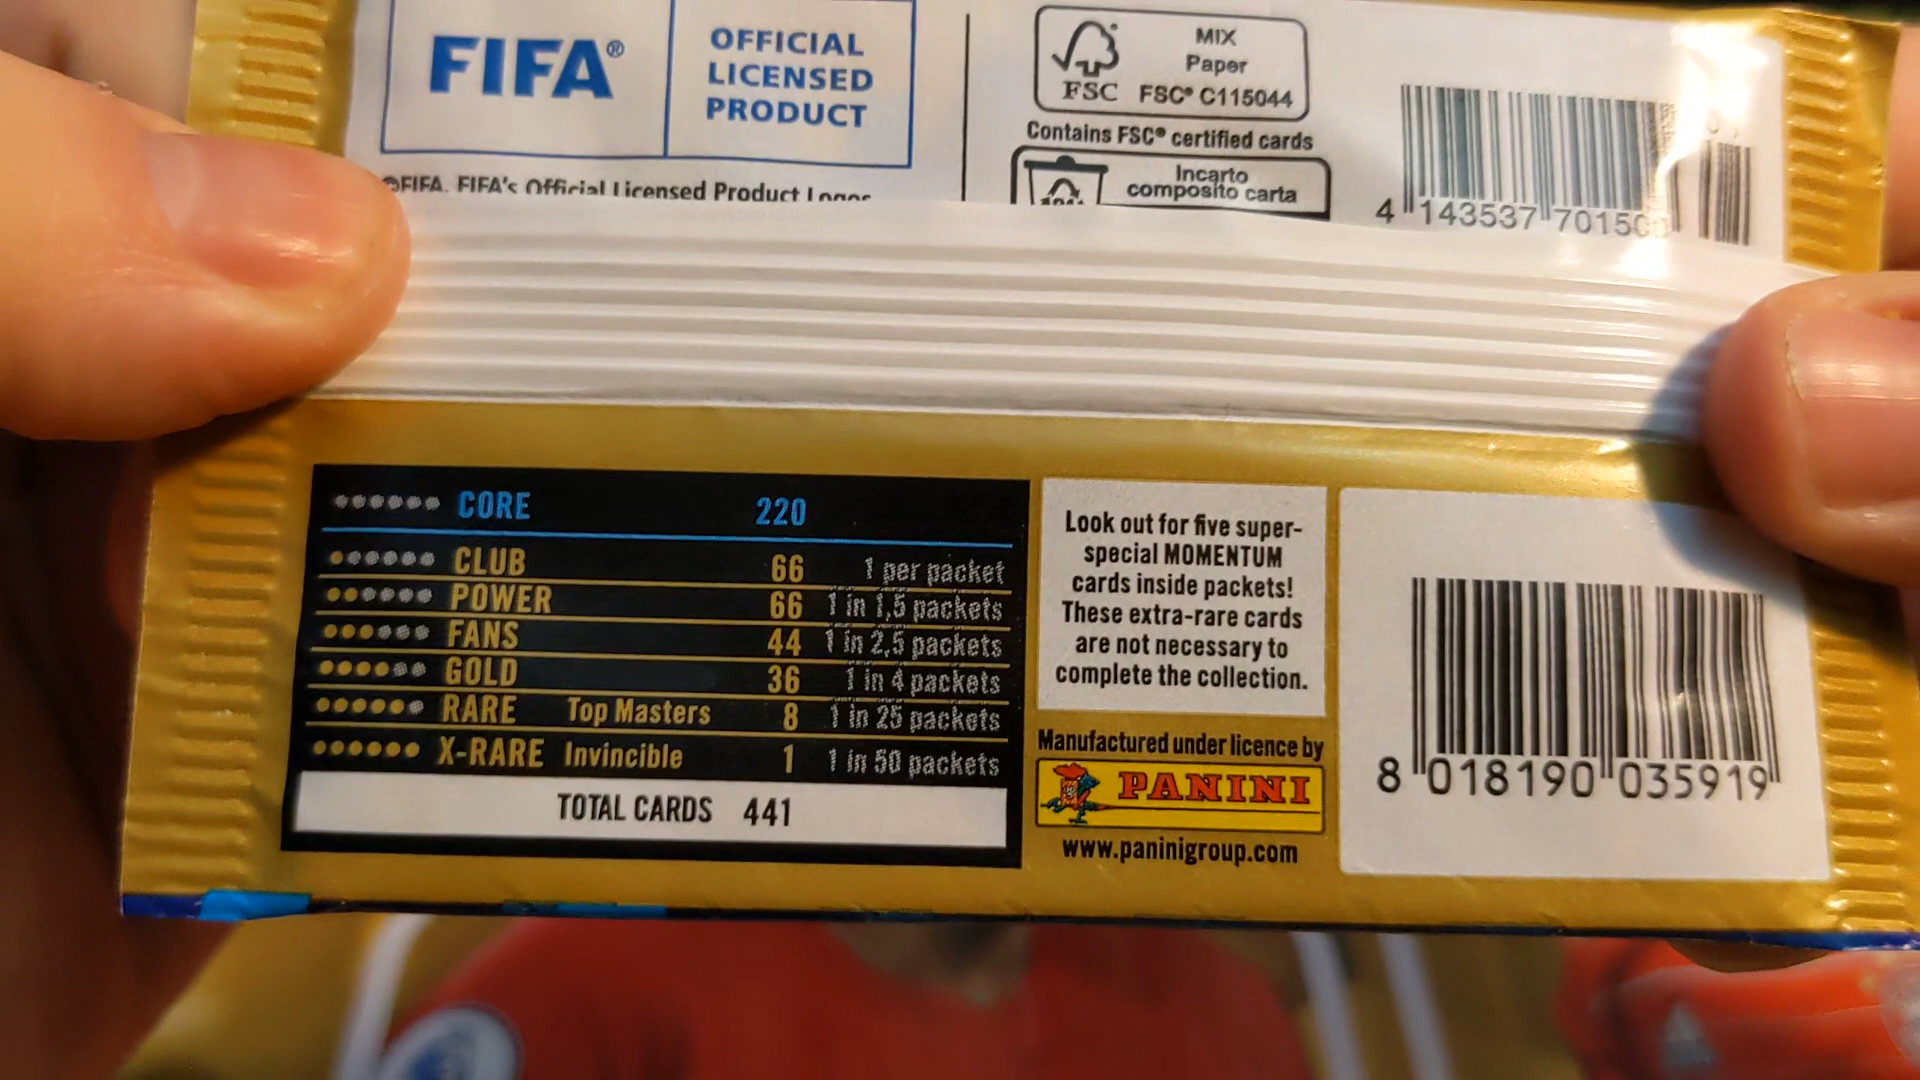 FIFA®
OFFICIAL
LICENSED
PRODUCT
©FIFA. FIFA's Official Licensed Product Logos
FSC
MIX
Paper
FSC® C115044
Contains FSC® certified cards
Incarto
composito carta
4 143537 70150
CORE 220
CLUB 66 1 per packet
POWER 66 1 in 1,5 packets
FANS 44 1 in 2,5 packets
GOLD 36 1 in 4 packets
RARE Top Masters 8 1 in 25 packets
X-RARE Invincible 1 1 in 50 packets
TOTAL CARDS 441
Look out for five super-
special MOMENTUM
cards inside packets!
These extra-rare cards
are not necessary to
complete the collection.
Manufactured under licence by
PANINI
www.paninigroup.com
8 018190 035919